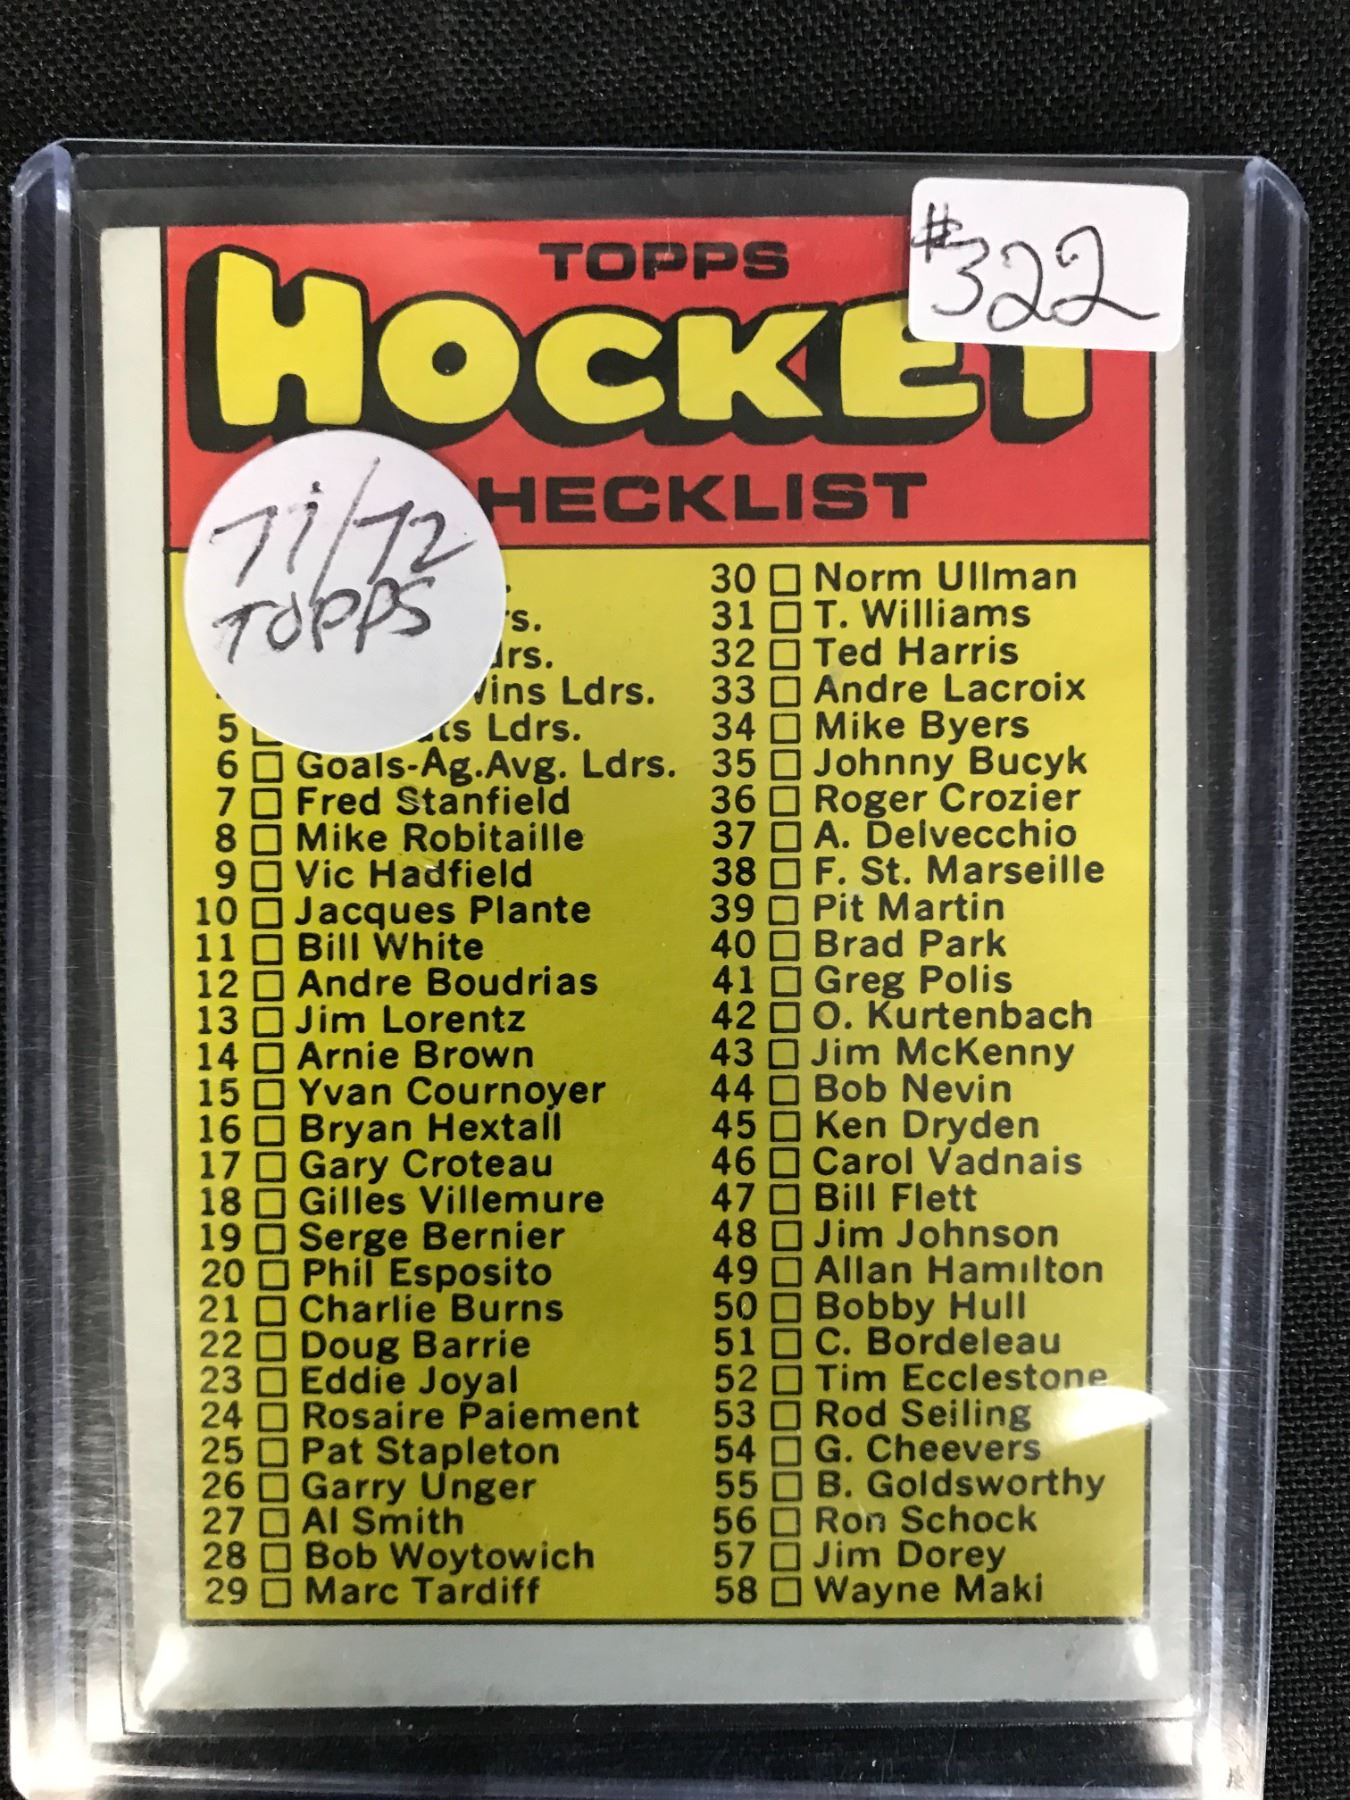 #322
TOPPS
HOCKE
HECKLIST
71/72
TOPPS
rs.
Ldrs.
5 Ldrs.
6 Goals-Ag.Avg. Ldrs.
7 Fred Stanfield
8 Mike Robitaille
9 Vic Hadfield
10 Jacques Plante
11 Bill White
12 Andre Boudrias
13 Jim Lorentz
14 Arnie Brown
15 Yvan Cournoyer
16 Bryan Hextall
17 Gary Croteau
18 Gilles Villemure
19 Serge Bernier
20 Phil Esposito
21 Charlie Burns
22 Doug Barrie
23 Eddie Joyal
24 Rosaire Paiement
25 Pat Stapleton
26 Garry Unger
27 Al Smith
28 Bob Woytowich
29 Marc Tardiff
30 Norm Ullman
31 T. Williams
32 Ted Harris
33 Andre Lacroix
34 Mike Byers
35 Johnny Bucyk
36 Roger Crozier
37 A. Delvecchio
38 F. St. Marseille
39 Pit Martin
40 Brad Park
41 Greg Polis
42 O. Kurtenbach
43 Jim McKenny
44 Bob Nevin
45 Ken Dryden
46 Carol Vadnais
47 Bill Flett
48 Jim Johnson
49 Allan Hamilton
50 Bobby Hull
51 C. Bordeleau
52 Tim Ecclestone
53 Rod Seiling
54 G. Cheevers
55 B. Goldsworthy
56 Ron Schock
57 Jim Dorey
58 Wayne Maki